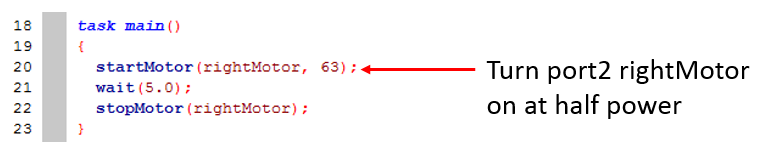 18 task main()
19 {
20 startMotor(rightMotor, 63);
21 wait(5.0);
22 stopMotor(rightMotor);
23 }
Turn port2 rightMotor
on at half power